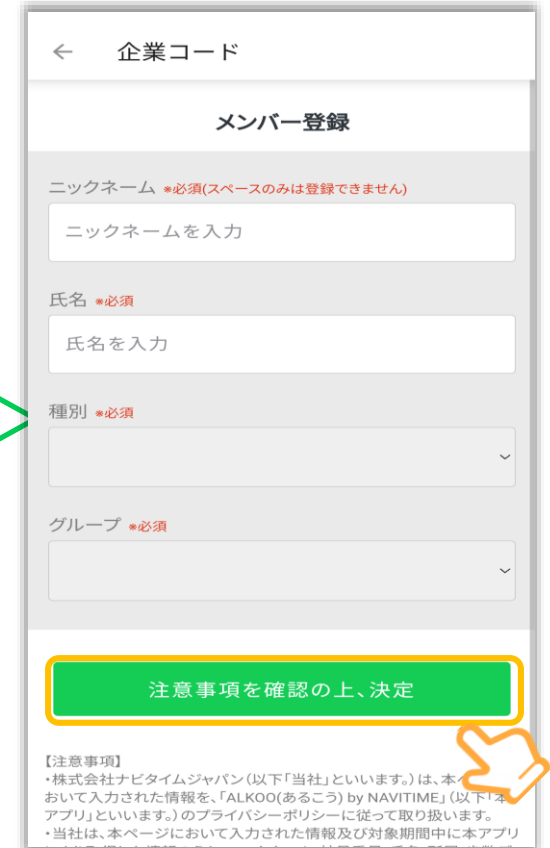 ← 企業コード
メンバー登録
ニックネーム *必須(スペースのみは登録できません)
ニックネームを入力
氏名 *必須
氏名を入力
種別 *必須
グループ *必須
注意事項を確認の上、決定
【注意事項】
・株式会社ナビタイムジャパン(以下「当社」といいます。)は、本ペ
おいて入力された情報を、「ALKOO(あるこう) by NAVITIME」(以下「本
アプリ」といいます。)のプライバシーポリシーに従って取り扱います。
・当社は、本ページにおいて入力された情報及び対象期間中に本アプリ